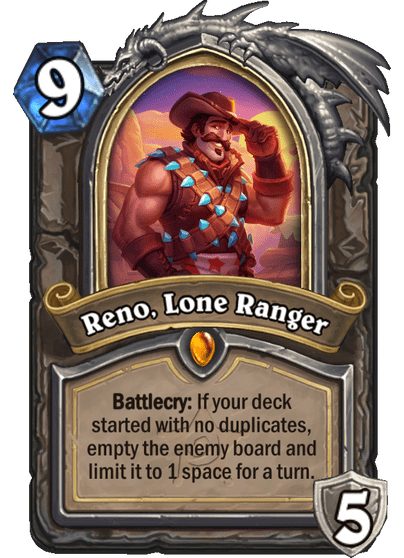 9
Reno, Lone Ranger
Battlecry: If your deck
started with no duplicates,
empty the enemy board and
limit it to 1 space for a turn.
5